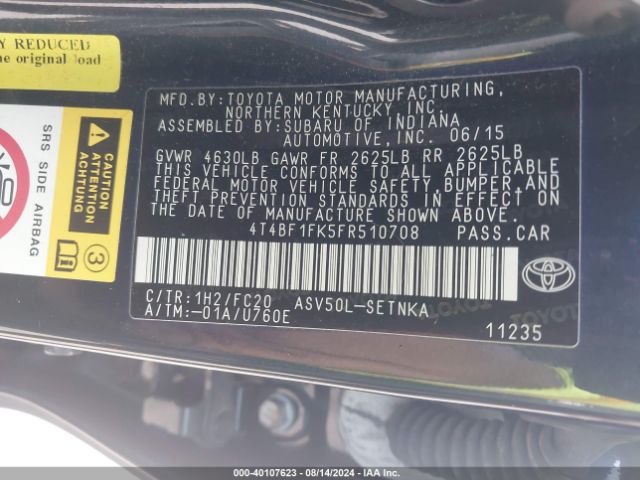 Y REDUCED
e original load
SRS SIDE AIRBAG
ATTENTION
ACHTUNG
3
MFD.BY:TOYOTA MOTOR MANUFACTURING,
NORTHERN KENTUCKY,INC.
ASSEMBLED BY:SUBARU OF INDIANA
AUTOMOTIVE,INC. 06/15
GVWR 4630LB GAWR FR 2625LB RR 2625LB
THIS VEHICLE CONFORMS TO ALL APPLICABLE
FEDERAL MOTOR VEHICLE SAFETY,BUMPER,AND
THEFT PREVENTION STANDARDS IN EFFECT ON
THE DATE OF MANUFACTURE SHOWN ABOVE.
4T4BF1FK5FR510708 PASS.CAR
C/TR:1H2/FC20 ASV50L-SETNKA
A/TM:-01A/U760E
TOYOTA
11235
000-40107623 - 08/14/2024 - IAA, Inc.